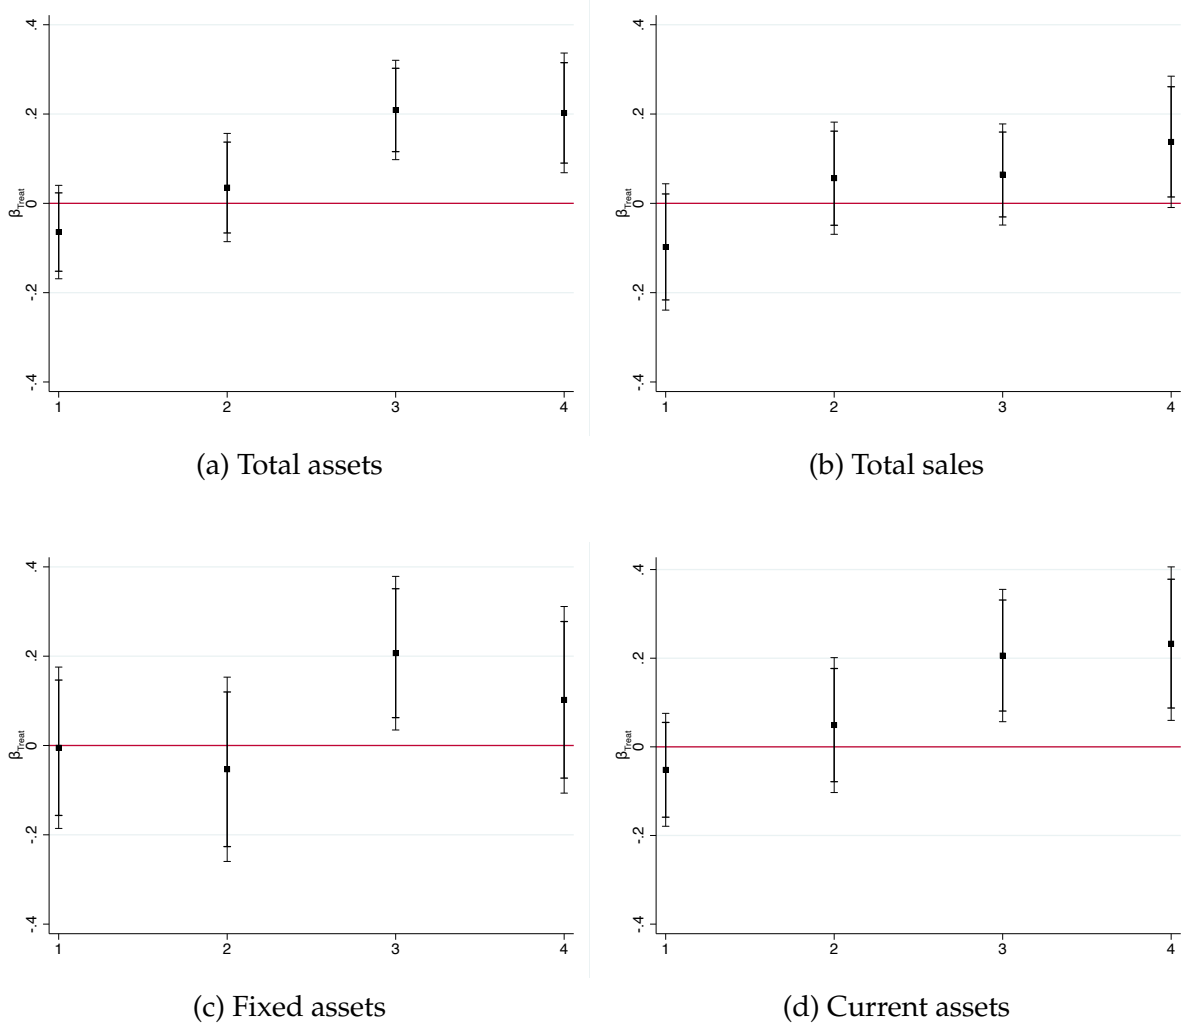 .4
.2
0
-.2
-.4
βTreat
1 2 3 4
(a) Total assets
.4
.2
0
-.2
-.4
βTreat
1 2 3 4
(b) Total sales
.4
.2
0
-.2
-.4
βTreat
1 2 3 4
(c) Fixed assets
.4
.2
0
-.2
-.4
βTreat
1 2 3 4
(d) Current assets